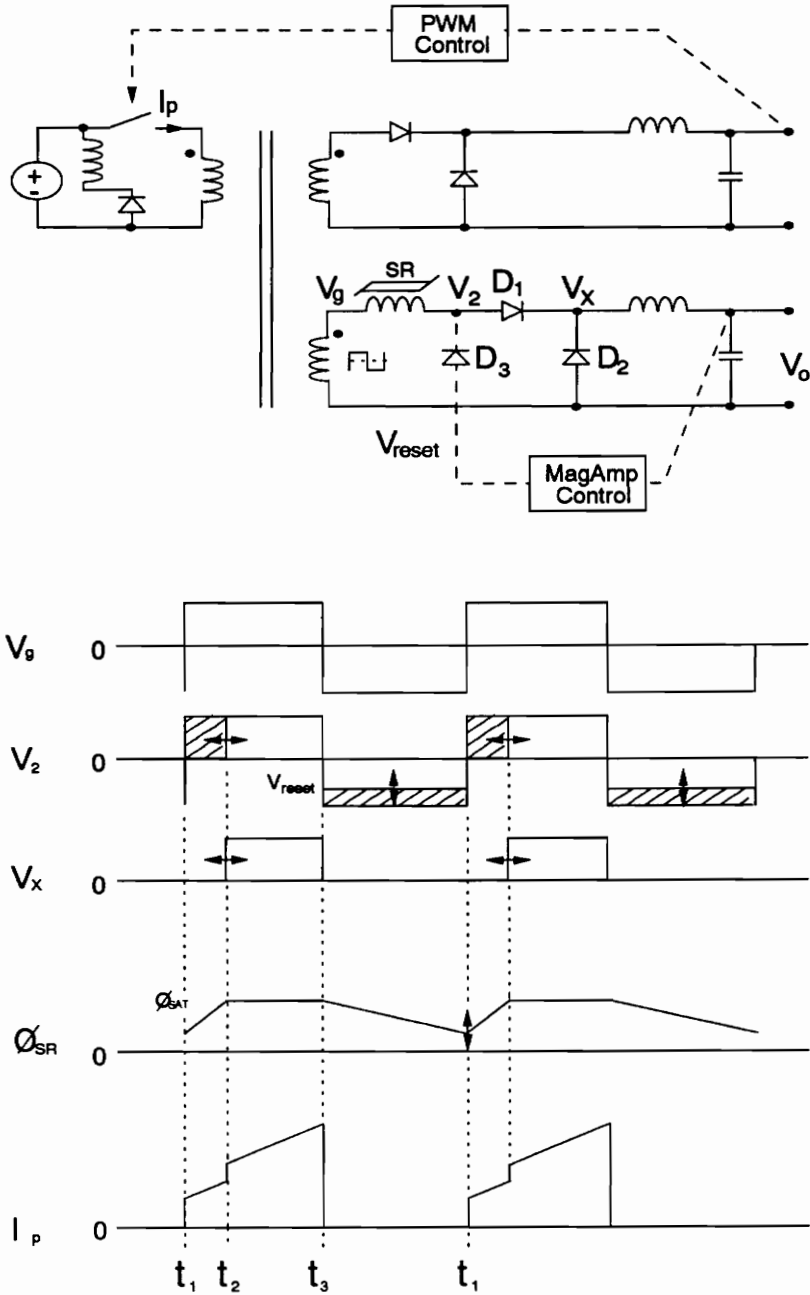 PWM
Control
Ip
+
-
Vg
SR
V2
D1
VX
D3
D2
Vo
Vreset
MagAmp
Control
Vg 0
V2 0
Vreset
VX 0
ØSAT
ØSR 0
Ip 0
t1 t2 t3 t1